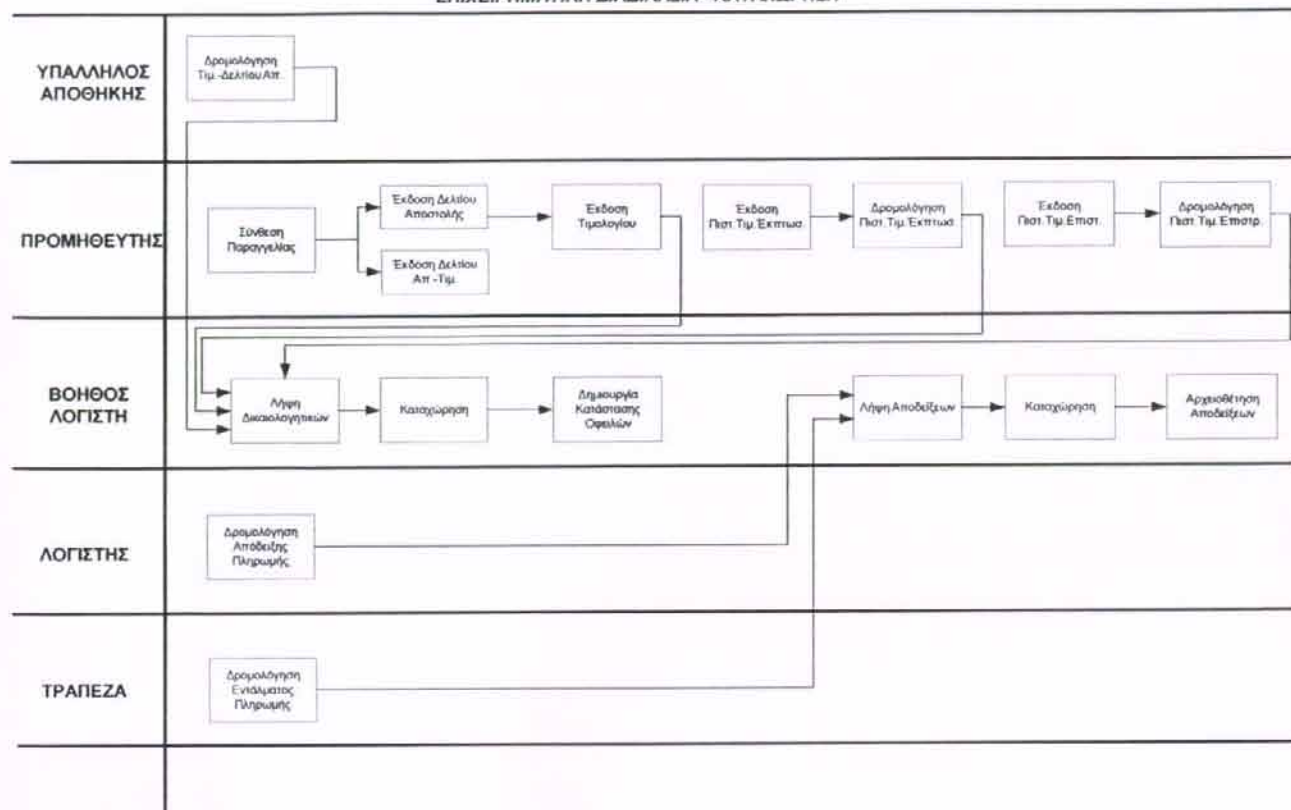 ΥΠΑΛΛΗΛΟΣ
ΑΠΟΘΗΚΗΣ
Δρομολόγηση
Τιμ.-Δελτίου Απ.
ΠΡΟΜΗΘΕΥΤΗΣ
Σύνθεση
Παραγγελίας
Έκδοση Δελτίου
Αποστολής
Έκδοση Δελτίου
Απ -Τιμ.
Έκδοση
Τιμολογίου
Έκδοση
Πιστ.Τιμ.Έκπτωσ.
Δρομολόγηση
Πιστ.Τιμ.Έκπτωσ.
Έκδοση
Πιστ.Τιμ.Επιστ.
Δρομολόγηση
Πιστ.Τιμ.Επιστρ.
ΒΟΗΘΟΣ
ΛΟΓΙΣΤΗ
Λήψη
Δικαιολογητικών
Καταχώρηση
Δημιουργία
Κατάστασης
Οφειλών
Λήψη Αποδείξεων
Καταχώρηση
Αρχειοθέτηση
Αποδείξεων
ΛΟΓΙΣΤΗΣ
Δρομολόγηση
Απόδειξης
Πληρωμής
ΤΡΑΠΕΖΑ
Δρομολόγηση
Εντάλματος
Πληρωμής